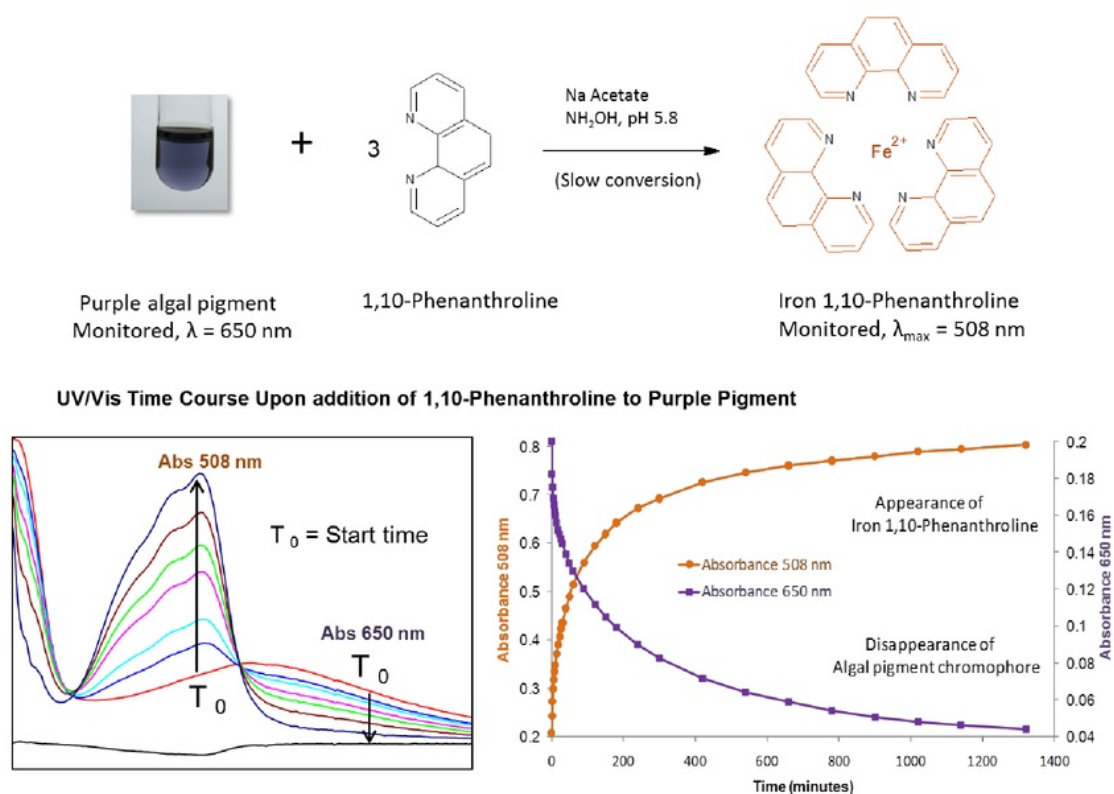 Na Acetate
NH₂OH, pH 5.8
(Slow conversion)
+
3
N
N
N
N
N
N
N
N
Fe²⁺
Purple algal pigment
Monitored, λ = 650 nm
1,10-Phenanthroline
Iron 1,10-Phenanthroline
Monitored, λmax = 508 nm
UV/Vis Time Course Upon addition of 1,10-Phenanthroline to Purple Pigment
Abs 508 nm
T₀ = Start time
Abs 650 nm
T₀
T₀
Absorbance 508 nm
0.8
0.7
0.6
0.5
0.4
0.3
0.2
Appearance of
Iron 1,10-Phenanthroline
Absorbance 508 nm
Absorbance 650 nm
Disappearance of
Algal pigment chromophore
0.2
0.18
0.16
0.14
0.12
0.1
0.08
0.06
0.04
Absorbance 650 nm
0 200 400 600 800 1000 1200 1400
Time (minutes)